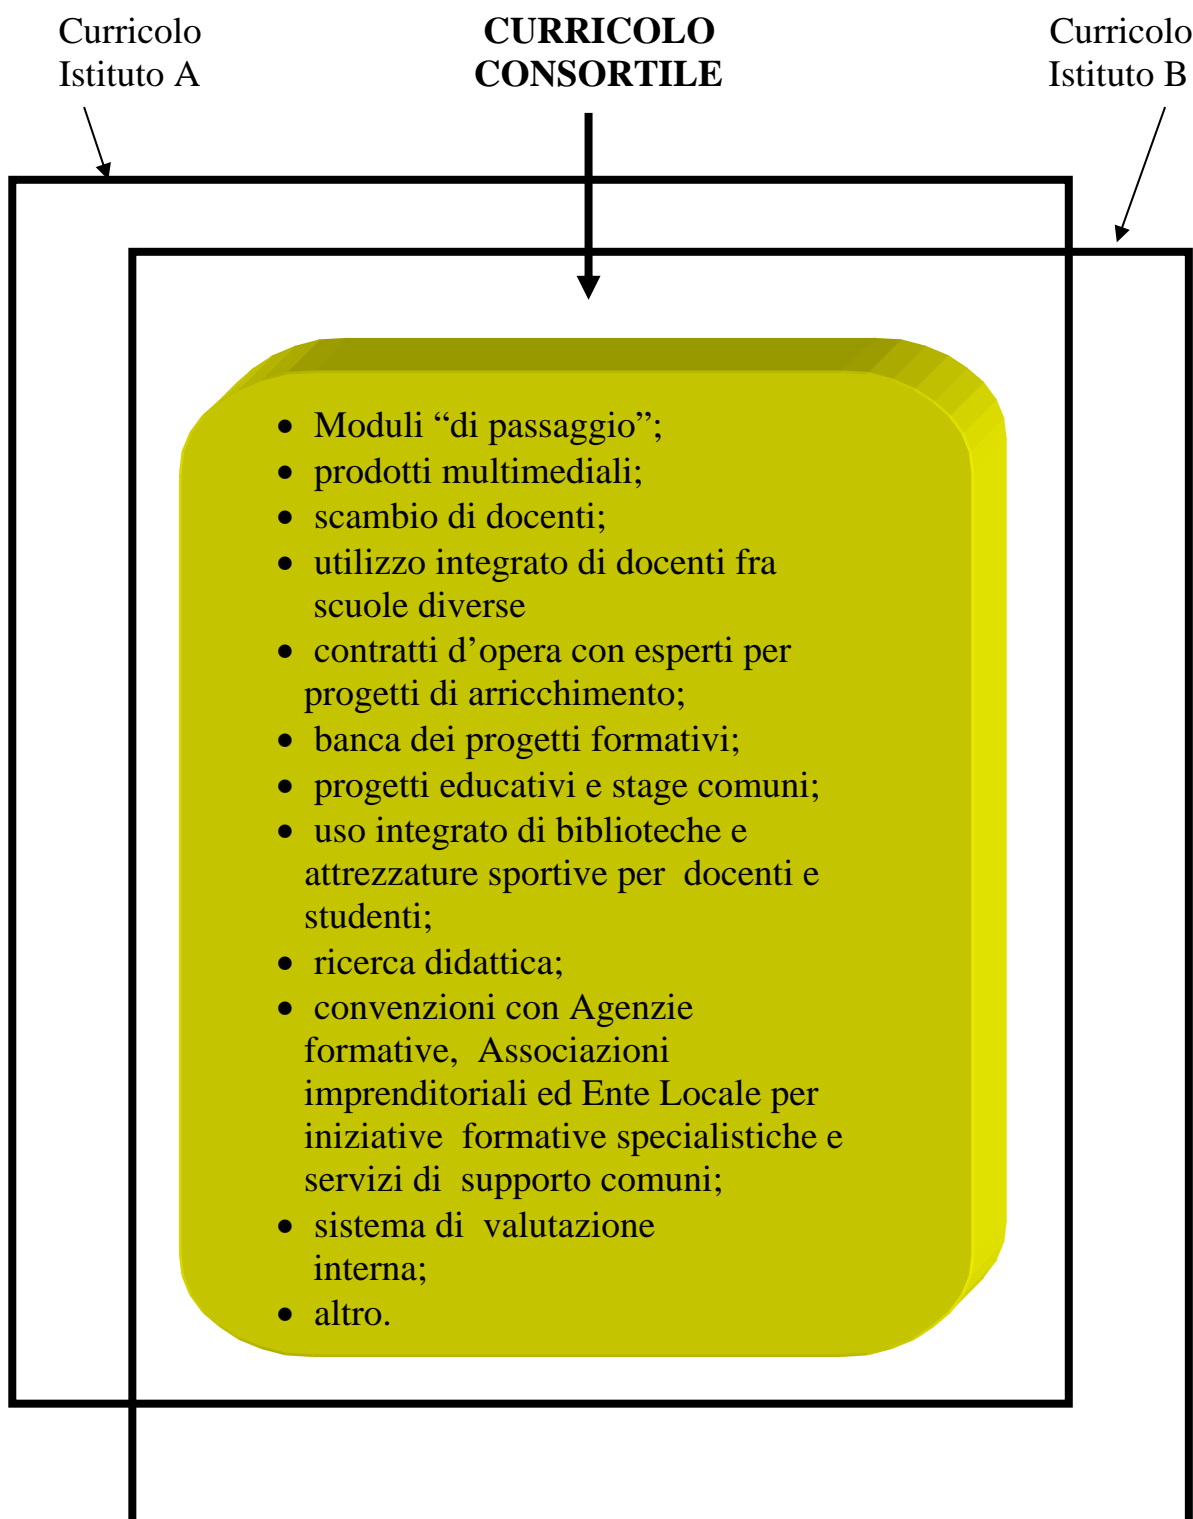 Curricolo
Istituto A
CURRICOLO
CONSORTILE
Curricolo
Istituto B
• Moduli “di passaggio”;
• prodotti multimediali;
• scambio di docenti;
• utilizzo integrato di docenti fra
scuole diverse
• contratti d’opera con esperti per
progetti di arricchimento;
• banca dei progetti formativi;
• progetti educativi e stage comuni;
• uso integrato di biblioteche e
attrezzature sportive per docenti e
studenti;
• ricerca didattica;
• convenzioni con Agenzie
formative, Associazioni
imprenditoriali ed Ente Locale per
iniziative formative specialistiche e
servizi di supporto comuni;
• sistema di valutazione
interna;
• altro.